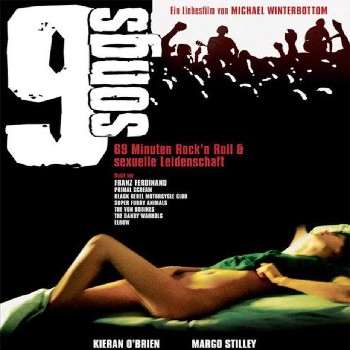 Ein Liebesfilm von MICHAEL WINTERBOTTOM
9 songs
69 Minuten Rock'n Roll &
sexuelle Leidenschaft
Musik von
FRANZ FERDINAND
PRIMAL SCREAM
BLACK REBEL MOTORCYCLE CLUB
SUPER FURRY ANIMALS
THE VON BONDIES
THE DANDY WARHOLS
ELBOW
KIERAN O'BRIEN MARGO STILLEY